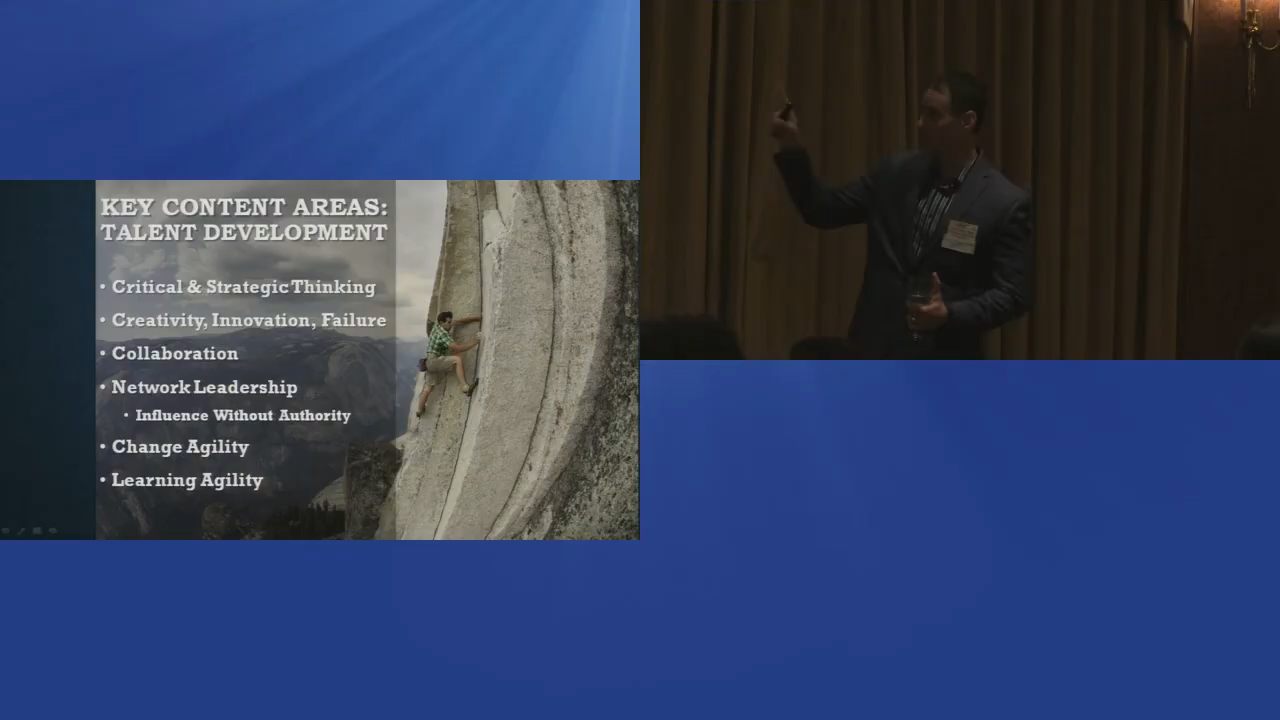 KEY CONTENT AREAS:
TALENT DEVELOPMENT
• Critical & Strategic Thinking
• Creativity, Innovation, Failure
• Collaboration
• Network Leadership
• Influence Without Authority
• Change Agility
• Learning Agility